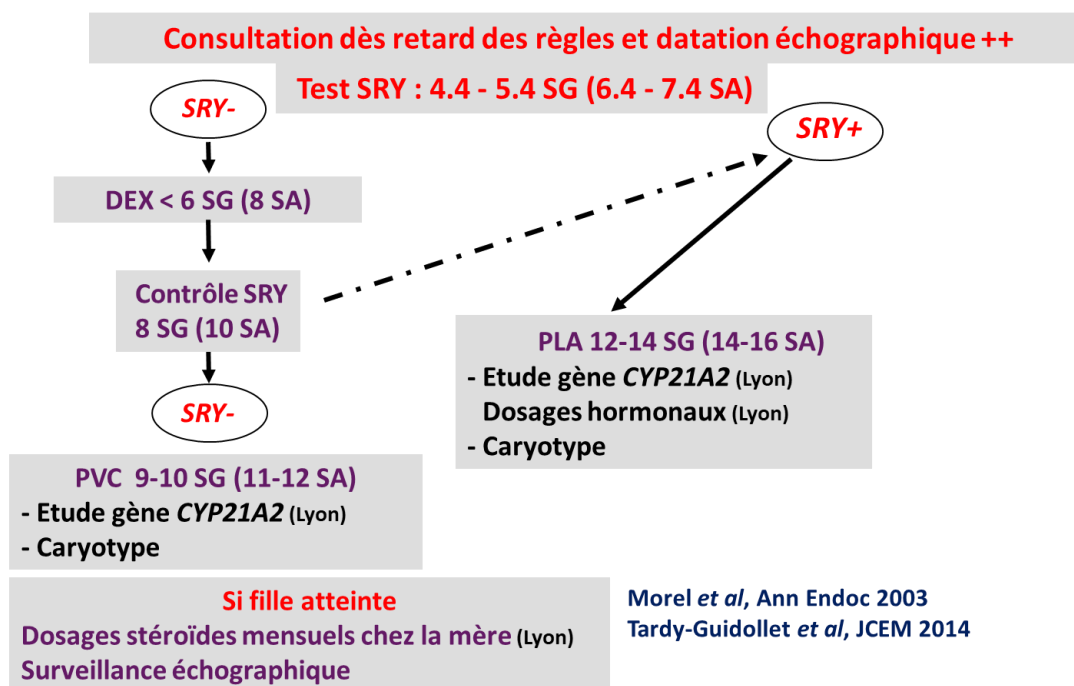 Consultation dès retard des règles et datation échographique ++
Test SRY : 4.4 - 5.4 SG (6.4 - 7.4 SA)
SRY-
SRY+
DEX < 6 SG (8 SA)
Contrôle SRY
8 SG (10 SA)
SRY-
PLA 12-14 SG (14-16 SA)
- Etude gène CYP21A2 (Lyon)
Dosages hormonaux (Lyon)
- Caryotype
PVC 9-10 SG (11-12 SA)
- Etude gène CYP21A2 (Lyon)
- Caryotype
Si fille atteinte
Dosages stéroïdes mensuels chez la mère (Lyon)
Surveillance échographique
Morel et al, Ann Endoc 2003
Tardy-Guidollet et al, JCEM 2014